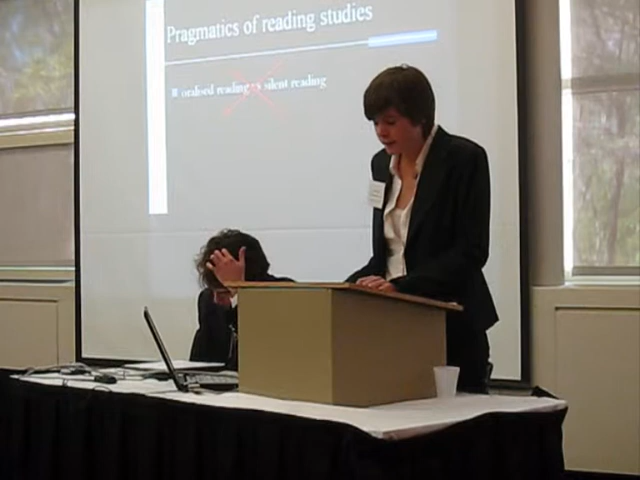 Pragmatics of reading studies
oralised reading vs silent reading